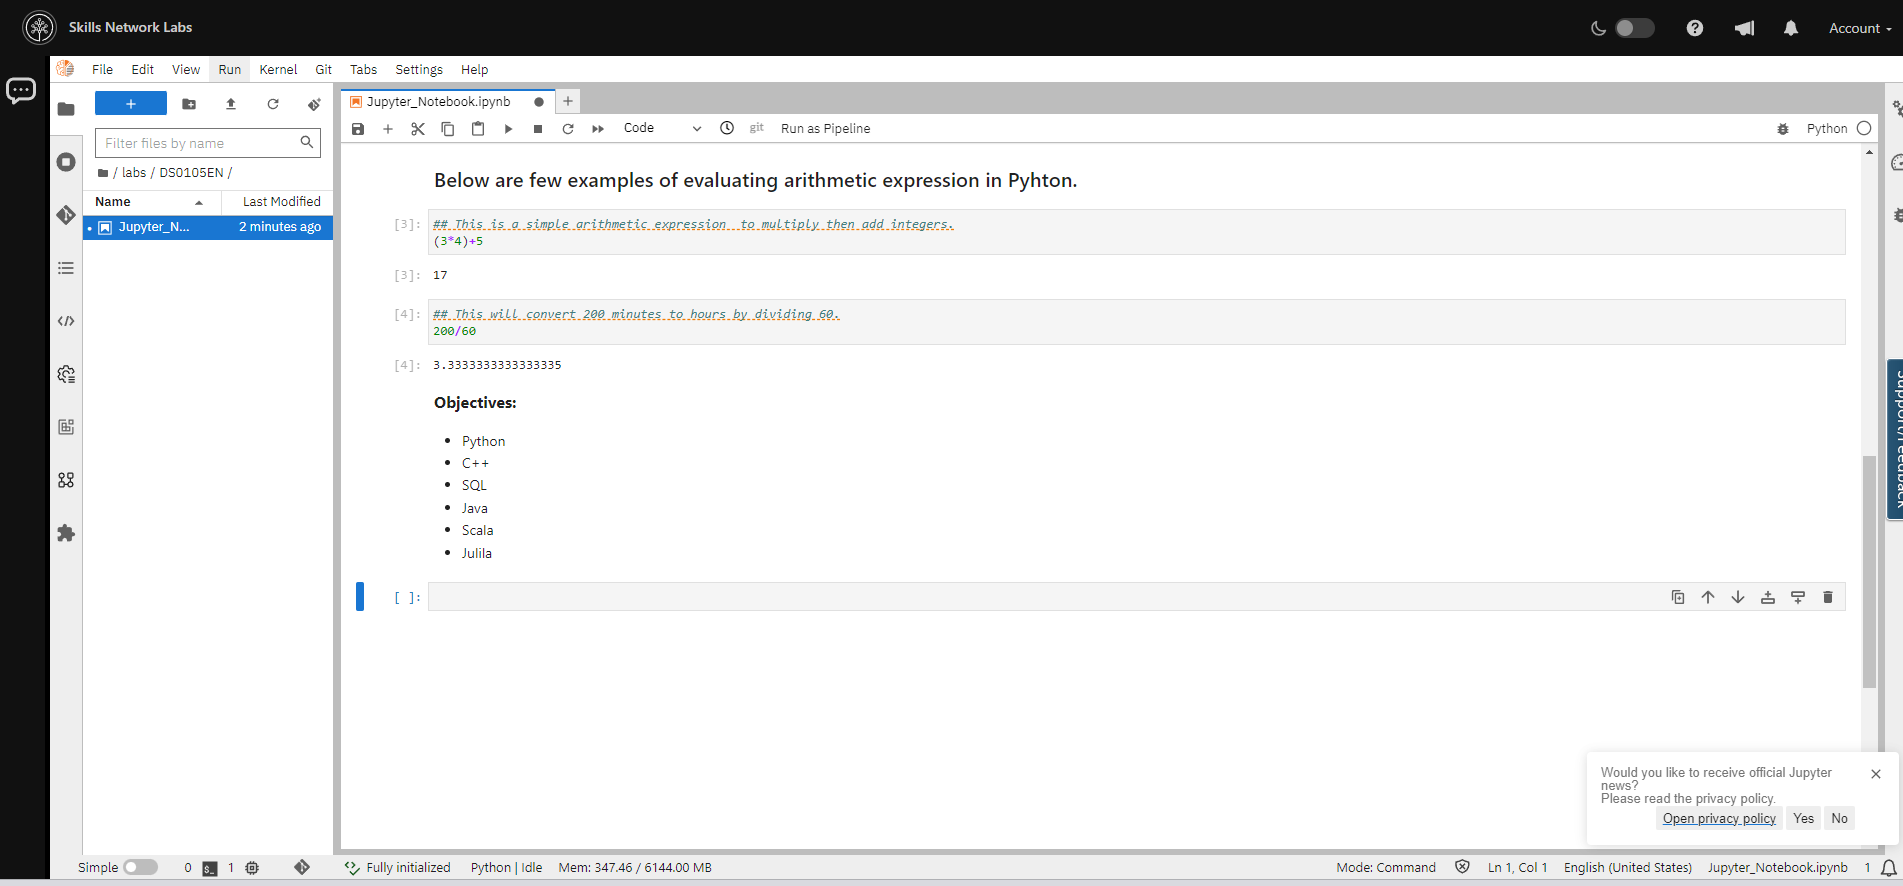 Skills Network Labs
Account
File Edit View Run Kernel Git Tabs Settings Help
+
Filter files by name
/ labs / DS0105EN /
Name Last Modified
Jupyter_N... 2 minutes ago
Jupyter_Notebook.ipynb
Code git Run as Pipeline Python
Below are few examples of evaluating arithmetic expression in Pyhton.
[3]: ## This is a simple arithmetic expression  to multiply then add integers.
(3*4)+5
[3]: 17
[4]: ## This will convert 200 minutes to hours by dividing 60.
200/60
[4]: 3.3333333333333335
Objectives:
• Python
• C++
• SQL
• Java
• Scala
• Julila
[ ]:
Support/Feedback
Would you like to receive official Jupyter
news?
Please read the privacy policy.
Open privacy policy Yes No
Simple 0 $_ 1 Fully initialized Python | Idle Mem: 347.46 / 6144.00 MB Mode: Command Ln 1, Col 1 English (United States) Jupyter_Notebook.ipynb 1